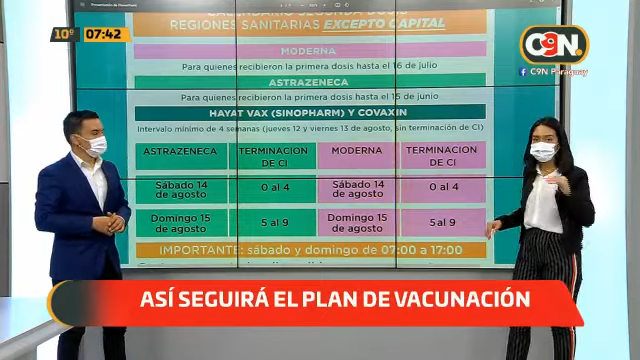 10º 07:42
CALENDARIO SEGUNDA DOSIS
REGIONES SANITARIAS EXCEPTO CAPITAL
MODERNA
Para quienes recibieron la primera dosis hasta el 16 de julio
ASTRAZENECA
Para quienes recibieron la primera dosis hasta el 15 de junio
HAYAT VAX (SINOPHARM) Y COVAXIN
Intervalo mínimo de 4 semanas (jueves 12 y viernes 13 de agosto, sin terminación de CI)
ASTRAZENECA TERMINACION DE CI MODERNA TERMINACION DE CI
Sábado 14 de agosto 0 al 4 Sábado 14 de agosto 0 al 4
Domingo 15 de agosto 5 al 9 Domingo 15 de agosto 5 al 9
IMPORTANTE: sábado y domingo de 07:00 a 17:00
C9N
C9N Paraguay
ASÍ SEGUIRÁ EL PLAN DE VACUNACIÓN